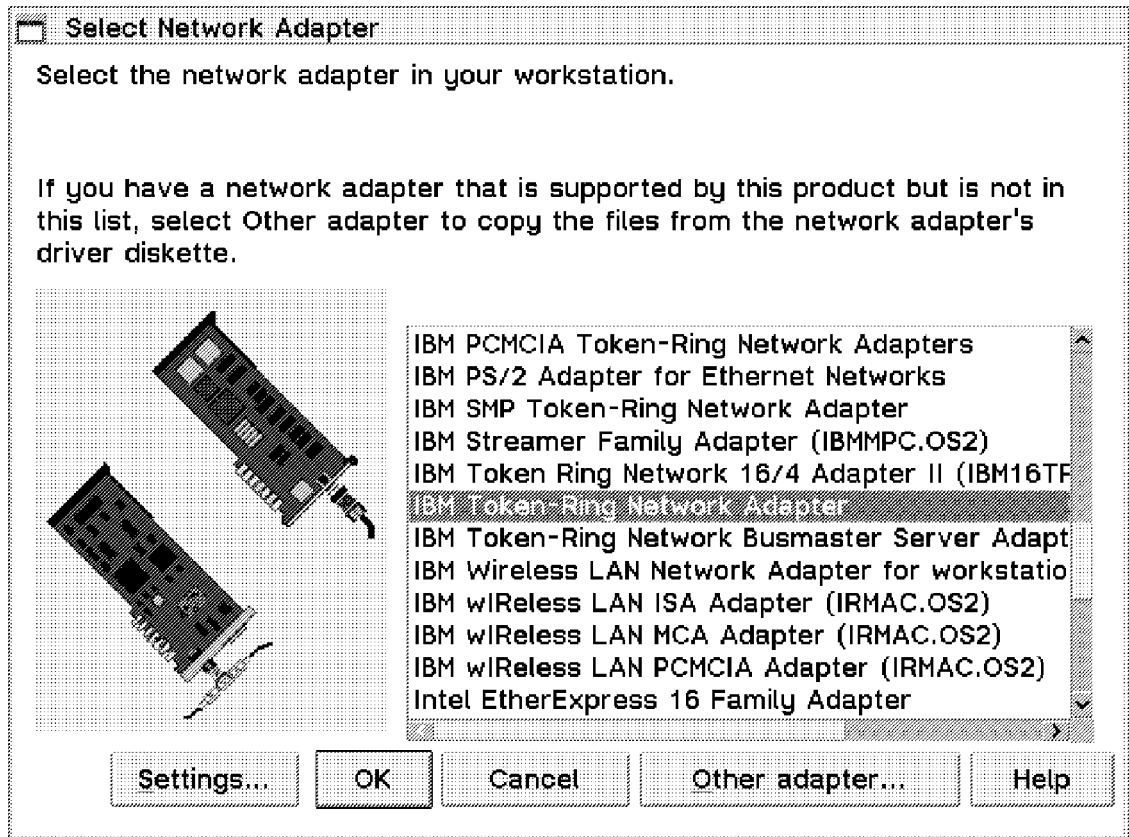 Select Network Adapter
Select the network adapter in your workstation.
If you have a network adapter that is supported by this product but is not in
this list, select Other adapter to copy the files from the network adapter's
driver diskette.
IBM PCMCIA Token-Ring Network Adapters
IBM PS/2 Adapter for Ethernet Networks
IBM SMP Token-Ring Network Adapter
IBM Streamer Family Adapter (IBMMPC.OS2)
IBM Token Ring Network 16/4 Adapter II (IBM16TR
IBM Token-Ring Network Adapter
IBM Token-Ring Network Busmaster Server Adapt
IBM Wireless LAN Network Adapter for workstatio
IBM wIReless LAN ISA Adapter (IRMAC.OS2)
IBM wIReless LAN MCA Adapter (IRMAC.OS2)
IBM wIReless LAN PCMCIA Adapter (IRMAC.OS2)
Intel EtherExpress 16 Family Adapter
Settings... OK Cancel Other adapter... Help